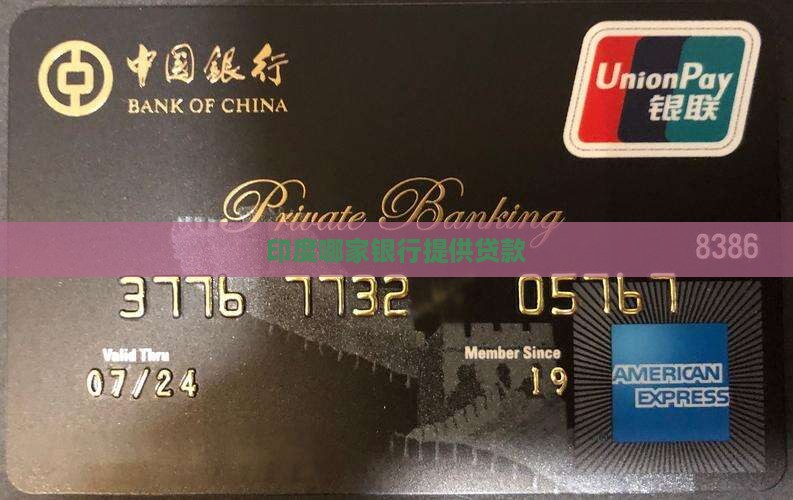 中国銀行
BANK OF CHINA
UnionPay
银联
Private Banking
印度哪家银行提供贷款
8386
3776 7732 05767
Valid Thru
Member Since
07/24
19
AMERICAN
EXPRESS